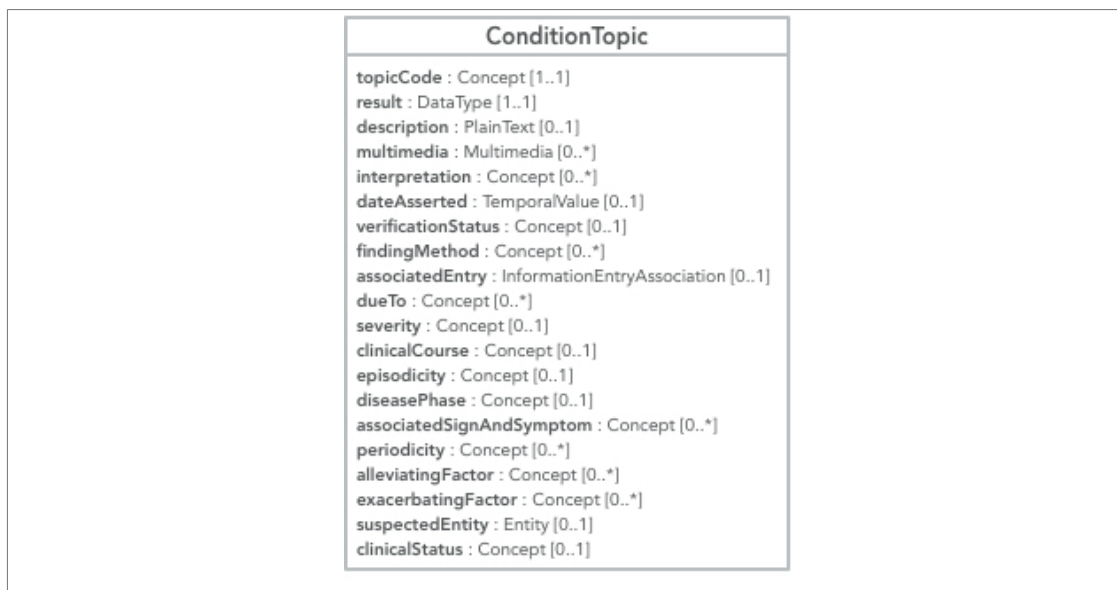 ConditionTopic
topicCode : Concept [1..1]
result : DataType [1..1]
description : PlainText [0..1]
multimedia : Multimedia [0..*]
interpretation : Concept [0..*]
dateAsserted : TemporalValue [0..1]
verificationStatus : Concept [0..1]
findingMethod : Concept [0..*]
associatedEntry : InformationEntryAssociation [0..1]
dueTo : Concept [0..*]
severity : Concept [0..1]
clinicalCourse : Concept [0..1]
episodicity : Concept [0..1]
diseasePhase : Concept [0..1]
associatedSignAndSymptom : Concept [0..*]
periodicity : Concept [0..*]
alleviatingFactor : Concept [0..*]
exacerbatingFactor : Concept [0..*]
suspectedEntity : Entity [0..1]
clinicalStatus : Concept [0..1]